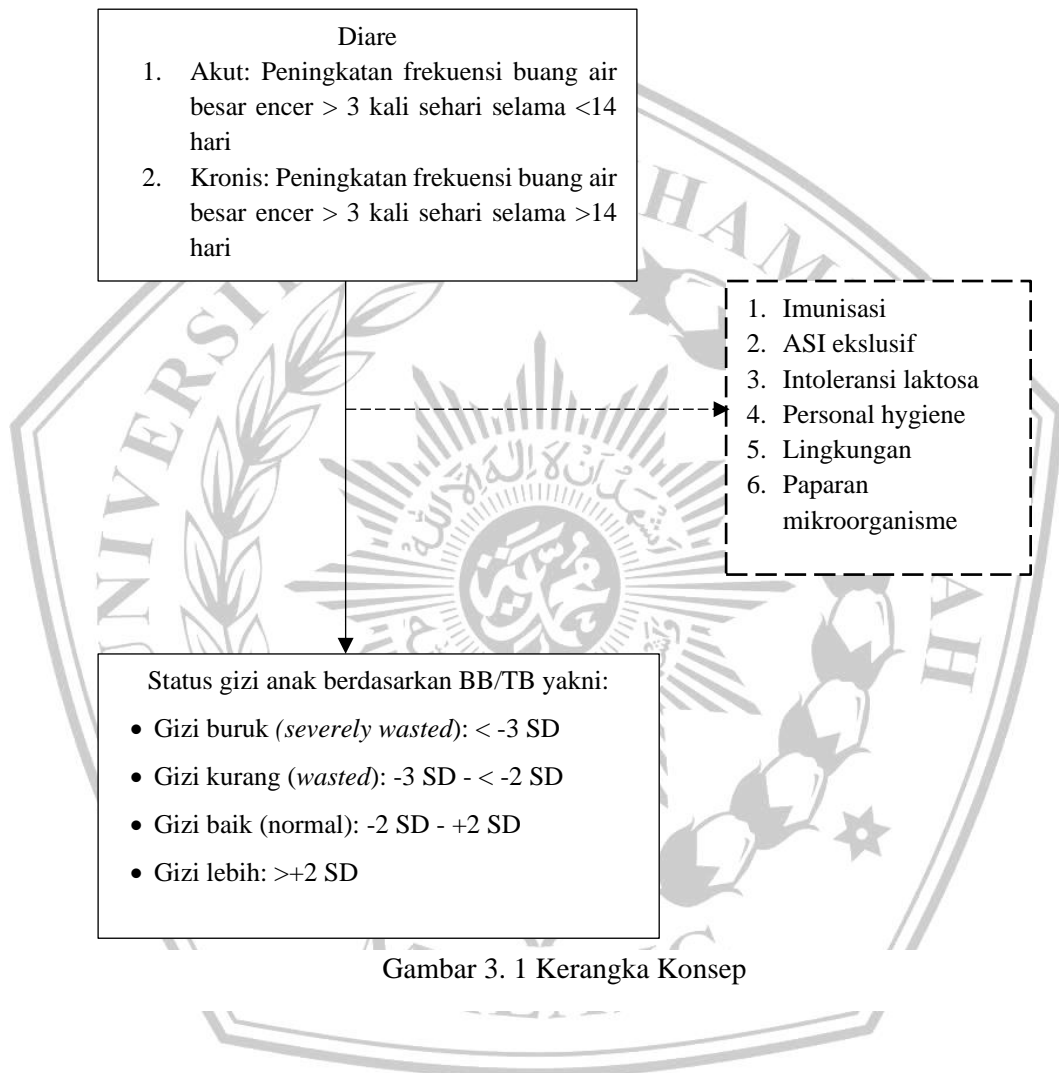 Diare
1. Akut: Peningkatan frekuensi buang air
besar encer > 3 kali sehari selama <14
hari
2. Kronis: Peningkatan frekuensi buang air
besar encer > 3 kali sehari selama >14
hari
1. Imunisasi
2. ASI ekslusif
3. Intoleransi laktosa
4. Personal hygiene
5. Lingkungan
6. Paparan
mikroorganisme
Status gizi anak berdasarkan BB/TB yakni:
• Gizi buruk (severely wasted): < -3 SD
• Gizi kurang (wasted): -3 SD - < -2 SD
• Gizi baik (normal): -2 SD - +2 SD
• Gizi lebih: >+2 SD
Gambar 3. 1 Kerangka Konsep